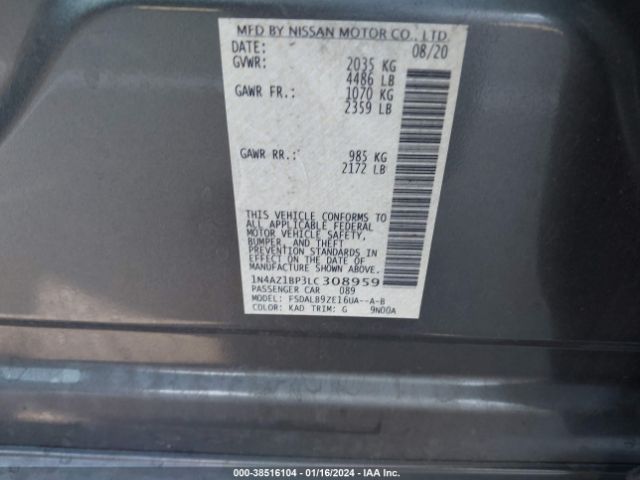 MFD BY NISSAN MOTOR CO., LTD.
DATE: 08/20
GVWR: 2035 KG
4486 LB
GAWR FR.: 1070 KG
2359 LB
GAWR RR.: 985 KG
2172 LB
THIS VEHICLE CONFORMS TO
ALL APPLICABLE FEDERAL
MOTOR VEHICLE SAFETY,
BUMPER, AND THEFT
PREVENTION STANDARDS IN EFFECT
ON THE DATE OF
MANUFACTURE SHOWN ABOVE.
1N4AZ1BP3LC308959
PASSENGER CAR 089
MODEL: FSDALB9ZE16UA--A-B
COLOR: KAD TRIM: G 9N00A
000-38516104 - 01/16/2024 - IAA Inc.